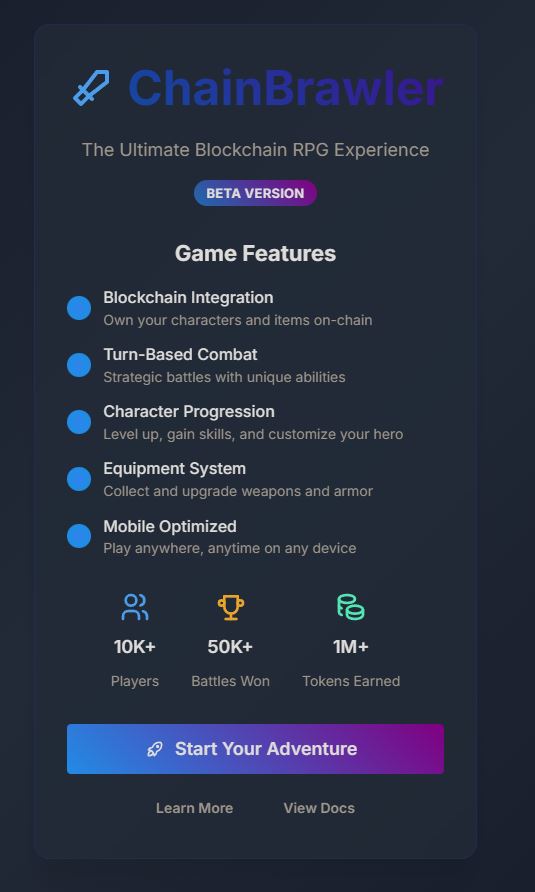 ChainBrawler
The Ultimate Blockchain RPG Experience
BETA VERSION
Game Features
Blockchain Integration
Own your characters and items on-chain
Turn-Based Combat
Strategic battles with unique abilities
Character Progression
Level up, gain skills, and customize your hero
Equipment System
Collect and upgrade weapons and armor
Mobile Optimized
Play anywhere, anytime on any device
10K+ 50K+ 1M+
Players Battles Won Tokens Earned
Start Your Adventure
Learn More View Docs